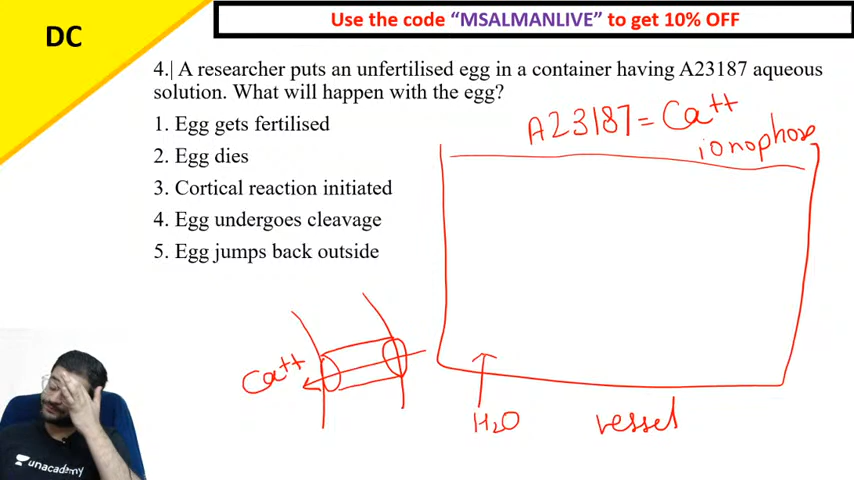 DC
Use the code “MSALMANLIVE” to get 10% OFF
4. A researcher puts an unfertilised egg in a container having A23187 aqueous
solution. What will happen with the egg?
1. Egg gets fertilised
2. Egg dies
3. Cortical reaction initiated
4. Egg undergoes cleavage
5. Egg jumps back outside
A23187 = Ca++
ionophore
Ca++
H2O
vessel
unacademy